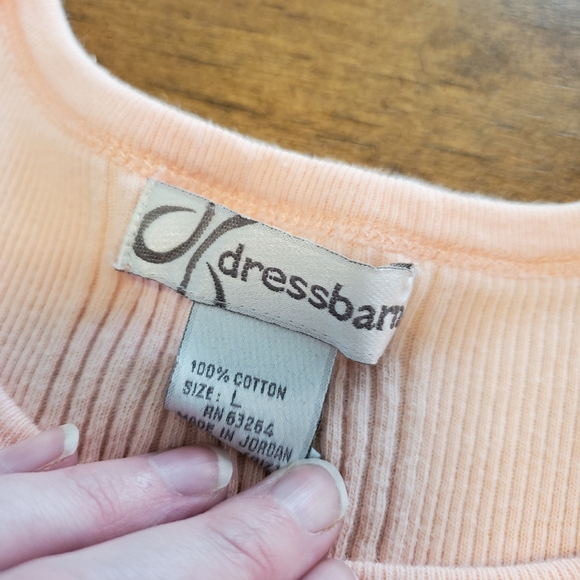 dressbarn
100% COTTON
SIZE: L
RN 63264
MADE IN JORDAN